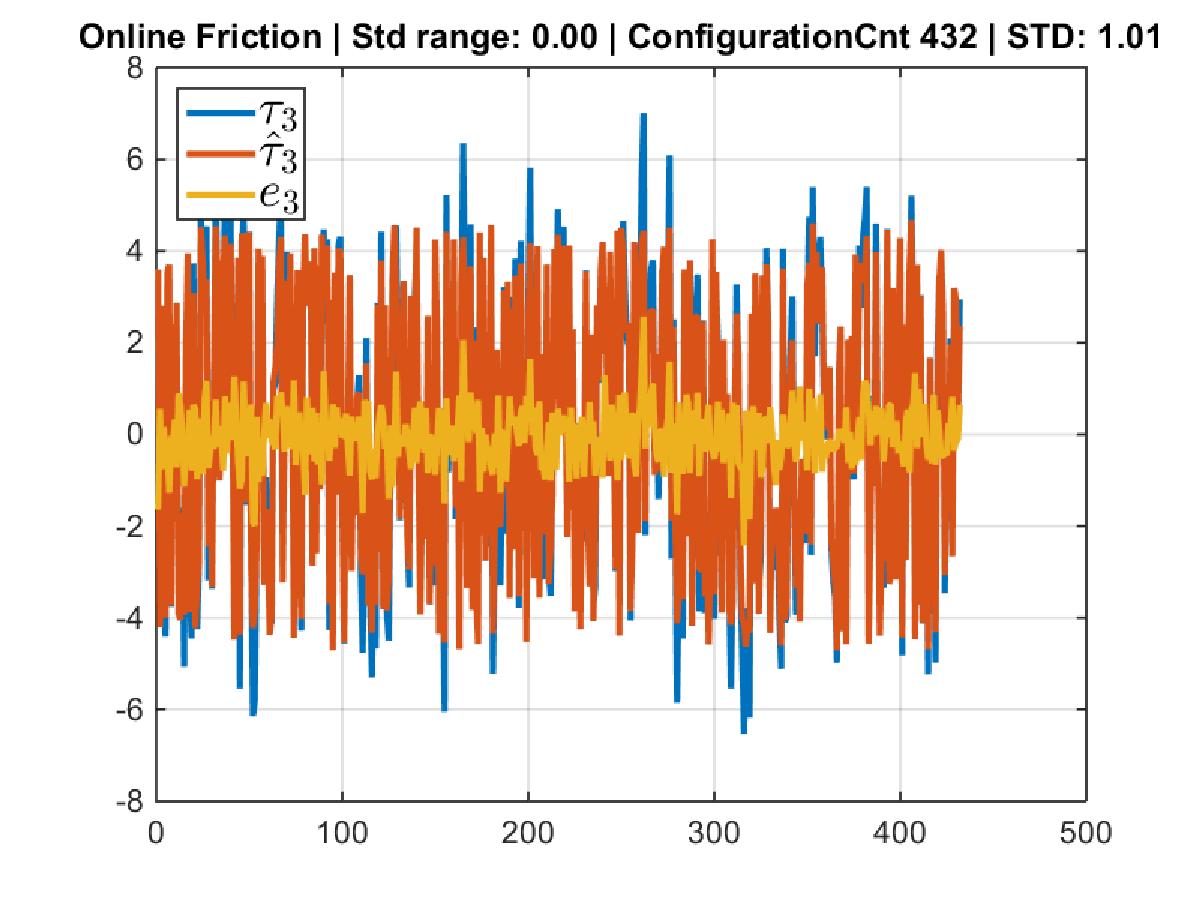 Online Friction | Std range: 0.00 | ConfigurationCnt 432 | STD: 1.01
8
6
4
2
0
-2
-4
-6
-8
τ₃
τ̂₃
e₃
0 100 200 300 400 500